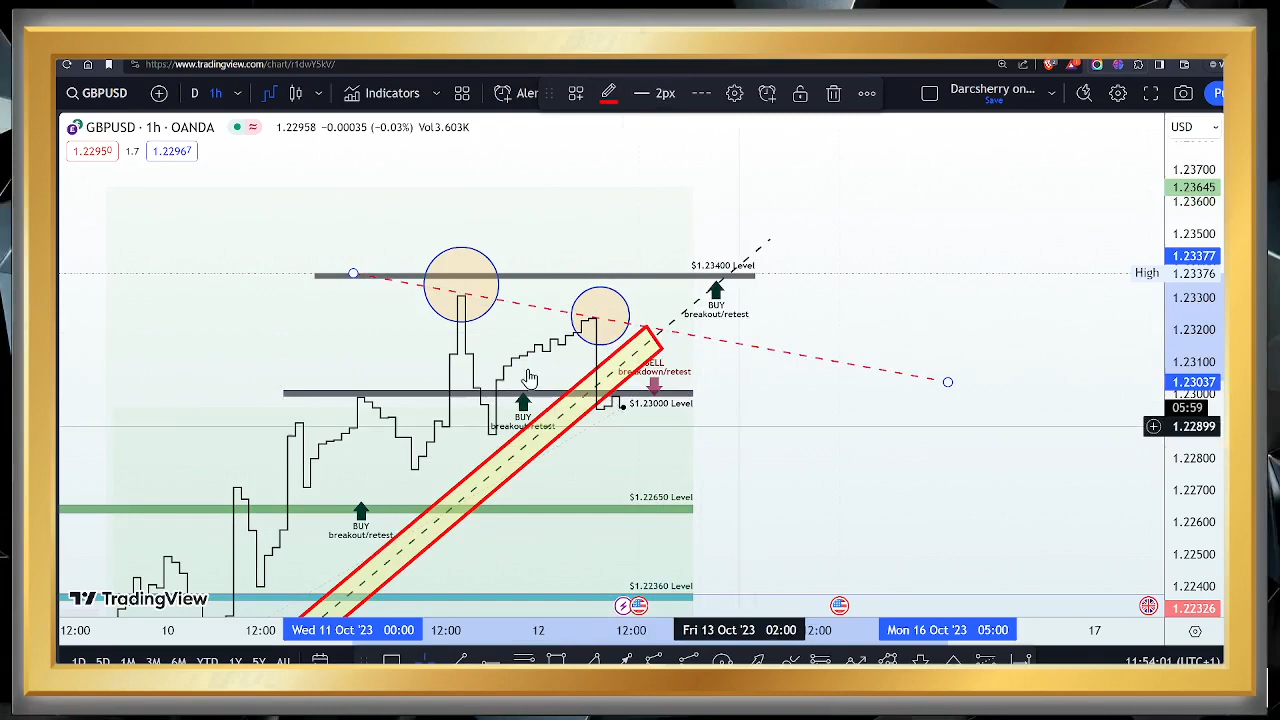 https://www.tradingview.com/chart/r1dwY5kV/
GBPUSD D 1h Indicators Aler 2px Darcsherry on...
Save
GBPUSD · 1h · OANDA 1.22958 −0.00035 (−0.03%) Vol3.603K USD
1.22950 1.7 1.22967
1.23700
1.23645
1.23600
1.23500
$1.23400 Level
1.23377
High 1.23376
BUY
breakout/retest
1.23300
1.23200
1.23100
breakdown/retest
1.23037
1.23000
$1.23000 Level
05:59
BUY
breakout/retest
1.22899
1.22800
1.22700
$1.22650 Level
BUY
breakout/retest
1.22600
1.22500
$1.22360 Level
1.22400
TradingView
1.22326
12:00 10 12:00 Wed 11 Oct '23 00:00 12:00 12 12:00 Fri 13 Oct '23 02:00 2:00 Mon 16 Oct '23 05:00 17
1D 5D 1M 3M 6M YTD 1Y 5Y All 11:54:01 (UTC+1)